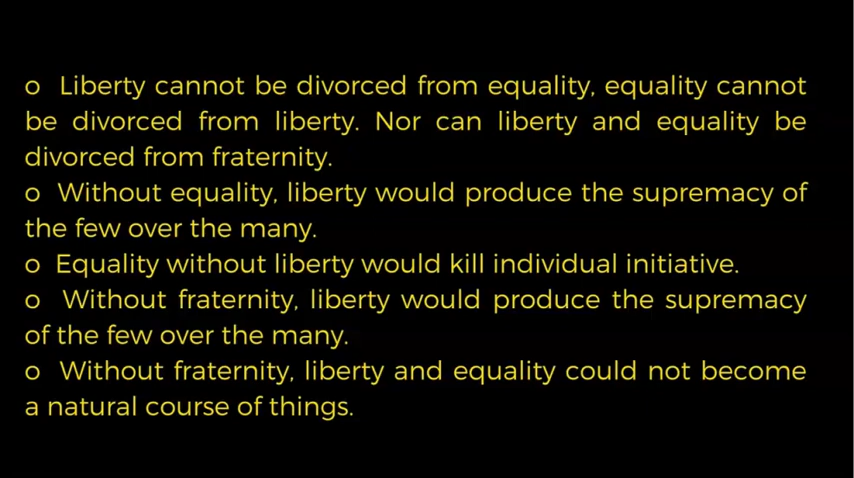 o Liberty cannot be divorced from equality, equality cannot
be divorced from liberty. Nor can liberty and equality be
divorced from fraternity.
o Without equality, liberty would produce the supremacy of
the few over the many.
o Equality without liberty would kill individual initiative.
o Without fraternity, liberty would produce the supremacy
of the few over the many.
o Without fraternity, liberty and equality could not become
a natural course of things.